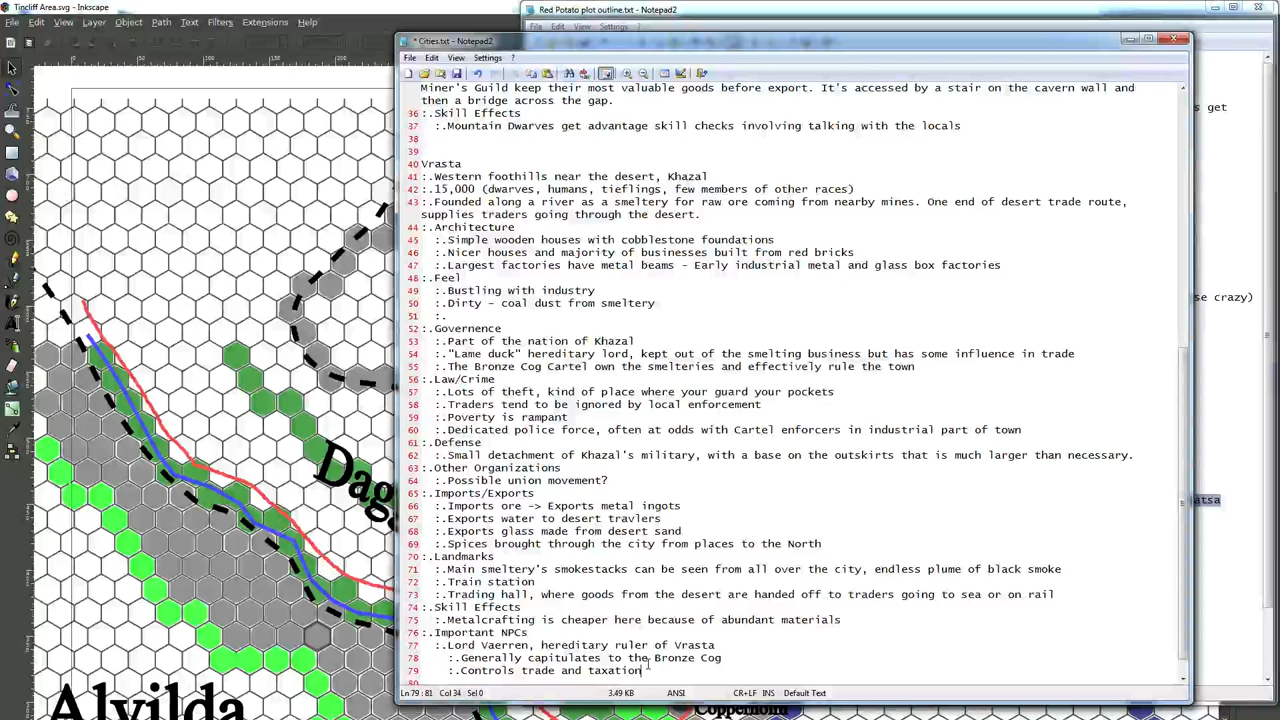 Tincliff Area.svg - Inkscape
File Edit View Layer Object Path Text Filters Extensions Help
Red Potato plot outline.txt - Notepad2
File Edit View Settings ?
* Cities.txt - Notepad2
File Edit View Settings ?
Miner's Guild keep their most valuable goods before export. It's accessed by a stair on the cavern wall and
then a bridge across the gap.
36 :.Skill Effects
37 :.Mountain Dwarves get advantage skill checks involving talking with the locals
38
39
40 Vrasta
41 :.Western foothills near the desert, Khazal
42 :.15,000 (dwarves, humans, tieflings, few members of other races)
43 :.Founded along a river as a smeltery for raw ore coming from nearby mines. One end of desert trade route,
supplies traders going through the desert.
44 :.Architecture
45 :.Simple wooden houses with cobblestone foundations
46 :.Nicer houses and majority of businesses built from red bricks
47 :.Largest factories have metal beams - Early industrial metal and glass box factories
48 :.Feel
49 :.Bustling with industry
50 :.Dirty - coal dust from smeltery
51 :.
52 :.Governence
53 :.Part of the nation of Khazal
54 :."Lame duck" hereditary lord, kept out of the smelting business but has some influence in trade
55 :.The Bronze Cog Cartel own the smelteries and effectively rule the town
56 :.Law/Crime
57 :.Lots of theft, kind of place where your guard your pockets
58 :.Traders tend to be ignored by local enforcement
59 :.Poverty is rampant
60 :.Dedicated police force, often at odds with Cartel enforcers in industrial part of town
61 :.Defense
62 :.Small detachment of Khazal's military, with a base on the outskirts that is much larger than necessary.
63 :.Other Organizations
64 :.Possible union movement?
65 :.Imports/Exports
66 :.Imports ore -> Exports metal ingots
67 :.Exports water to desert travlers
68 :.Exports glass made from desert sand
69 :.Spices brought through the city from places to the North
70 :.Landmarks
71 :.Main smeltery's smokestacks can be seen from all over the city, endless plume of black smoke
72 :.Train station
73 :.Trading hall, where goods from the desert are handed off to traders going to sea or on rail
74 :.Skill Effects
75 :.Metalcrafting is cheaper here because of abundant materials
76 :.Important NPCs
77 :.Lord Vaerren, hereditary ruler of Vrasta
78 :.Generally capitulates to the Bronze Cog
79 :.Controls trade and taxation
80
Ln 79 : 81 Col 34 Sel 0 3.49 KB ANSI CR+LF INS Default Text
s get
se crazy)
atsa
0 50 100 150 200
Alvilda